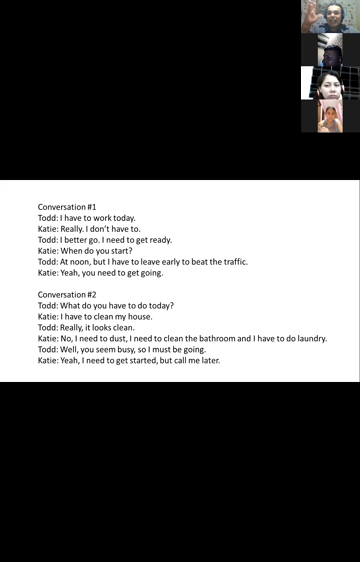 Conversation #1
Todd: I have to work today.
Katie: Really. I don't have to.
Todd: I better go. I need to get ready.
Katie: When do you start?
Todd: At noon, but I have to leave early to beat the traffic.
Katie: Yeah, you need to get going.
Conversation #2
Todd: What do you have to do today?
Katie: I have to clean my house.
Todd: Really, it looks clean.
Katie: No, I need to dust, I need to clean the bathroom and I have to do laundry.
Todd: Well, you seem busy, so I must be going.
Katie: Yeah, I need to get started, but call me later.